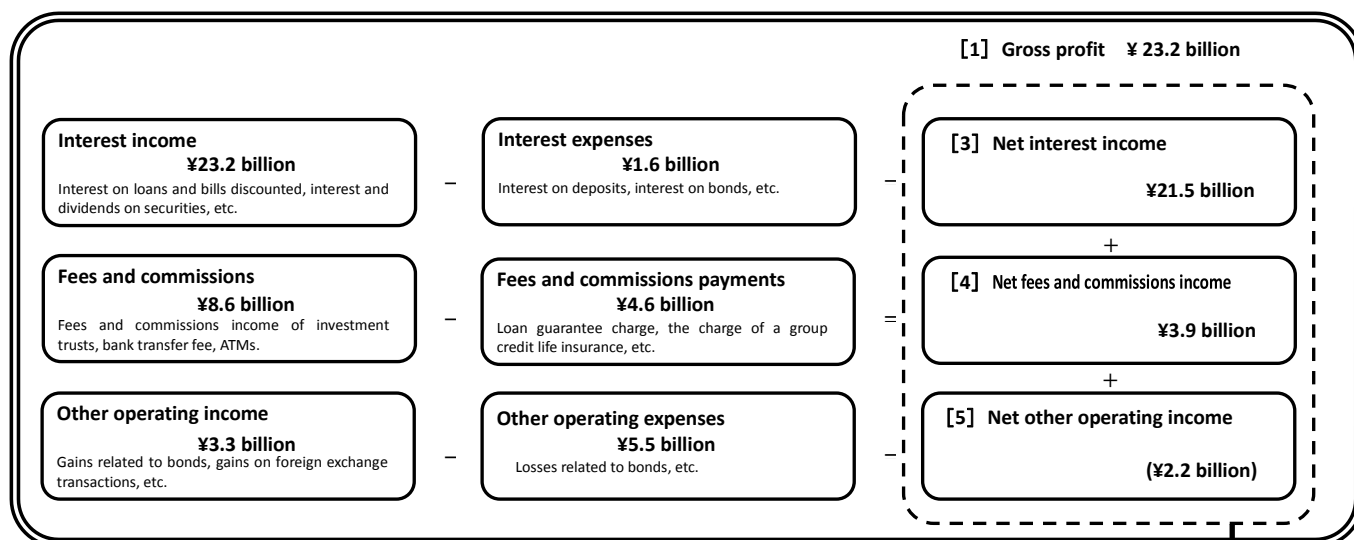 [1] Gross profit ¥ 23.2 billion
Interest income
¥23.2 billion
Interest on loans and bills discounted, interest and
dividends on securities, etc.
－
Interest expenses
¥1.6 billion
Interest on deposits, interest on bonds, etc.
－
[3] Net interest income
¥21.5 billion
+
Fees and commissions
¥8.6 billion
Fees and commissions income of investment
trusts, bank transfer fee, ATMs.
－
Fees and commissions payments
¥4.6 billion
Loan guarantee charge, the charge of a group
credit life insurance, etc.
=
[4] Net fees and commissions income
¥3.9 billion
+
Other operating income
¥3.3 billion
Gains related to bonds, gains on foreign exchange
transactions, etc.
－
Other operating expenses
¥5.5 billion
Losses related to bonds, etc.
－
[5] Net other operating income
(¥2.2 billion)